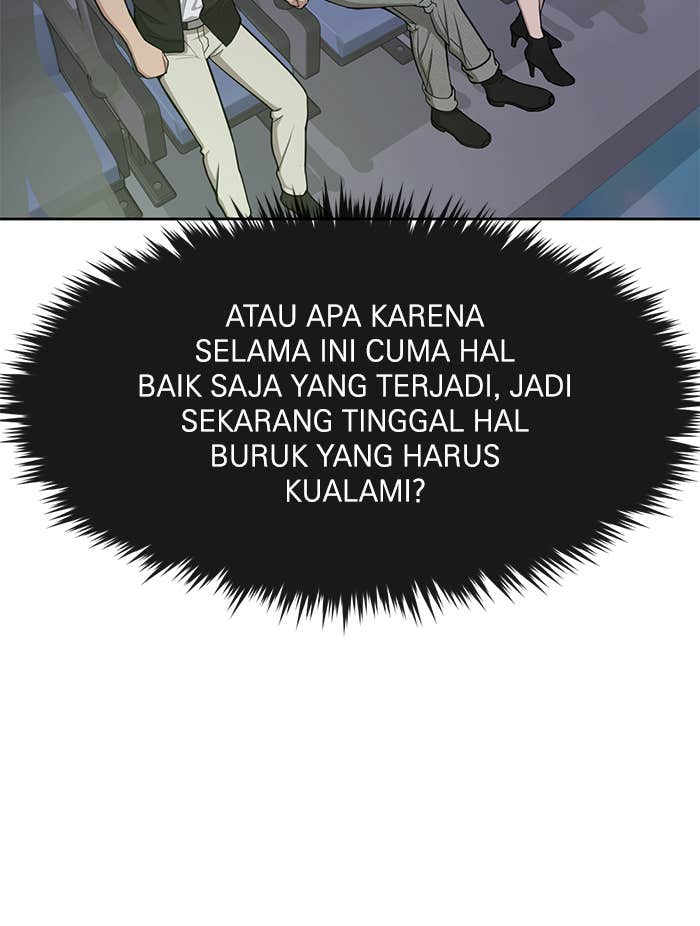 ATAU APA KARENA
SELAMA INI CUMA HAL
BAIK SAJA YANG TERJADI, JADI
SEKARANG TINGGAL HAL
BURUK YANG HARUS
KUALAMI?